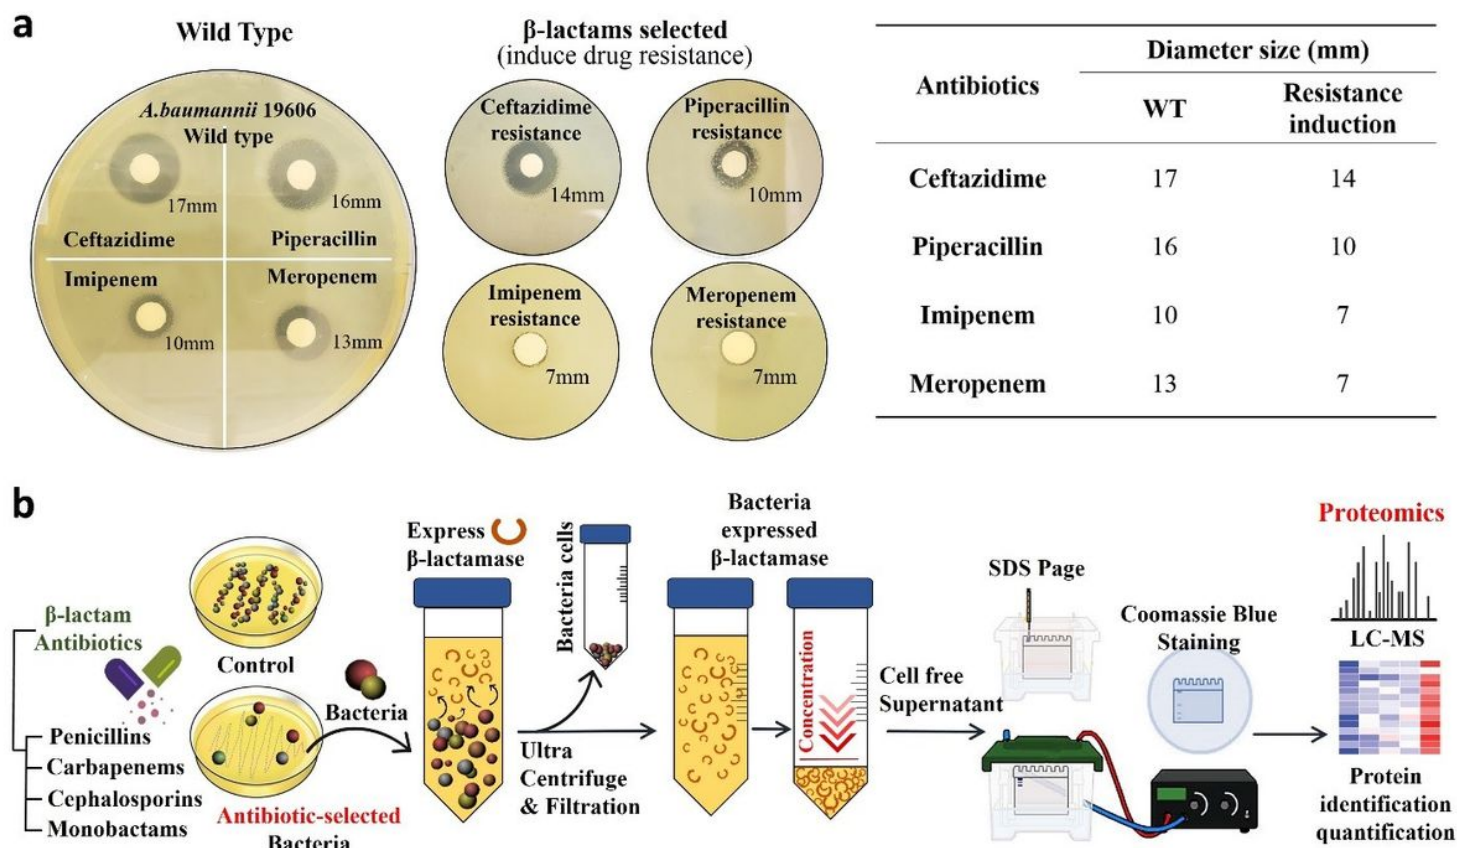 a
Wild Type
A.baumannii 19606
Wild type
17mm
16mm
Ceftazidime
Piperacillin
Imipenem
Meropenem
10mm
13mm
β-lactams selected
(induce drug resistance)
Ceftazidime
resistance
14mm
Piperacillin
resistance
10mm
Imipenem
resistance
7mm
Meropenem
resistance
7mm
Antibiotics
Diameter size (mm)
WT
Resistance
induction
Ceftazidime 17 14
Piperacillin 16 10
Imipenem 10 7
Meropenem 13 7
b
β-lactam
Antibiotics
Penicillins
Carbapenems
Cephalosporins
Monobactams
Control
Antibiotic-selected
Bacteria
Bacteria
Express
β-lactamase
Bacteria cells
Ultra
Centrifuge
& Filtration
Bacteria
expressed
β-lactamase
Concentration
Cell free
Supernatant
SDS Page
Coomassie Blue
Staining
Proteomics
LC-MS
Protein
identification
quantification